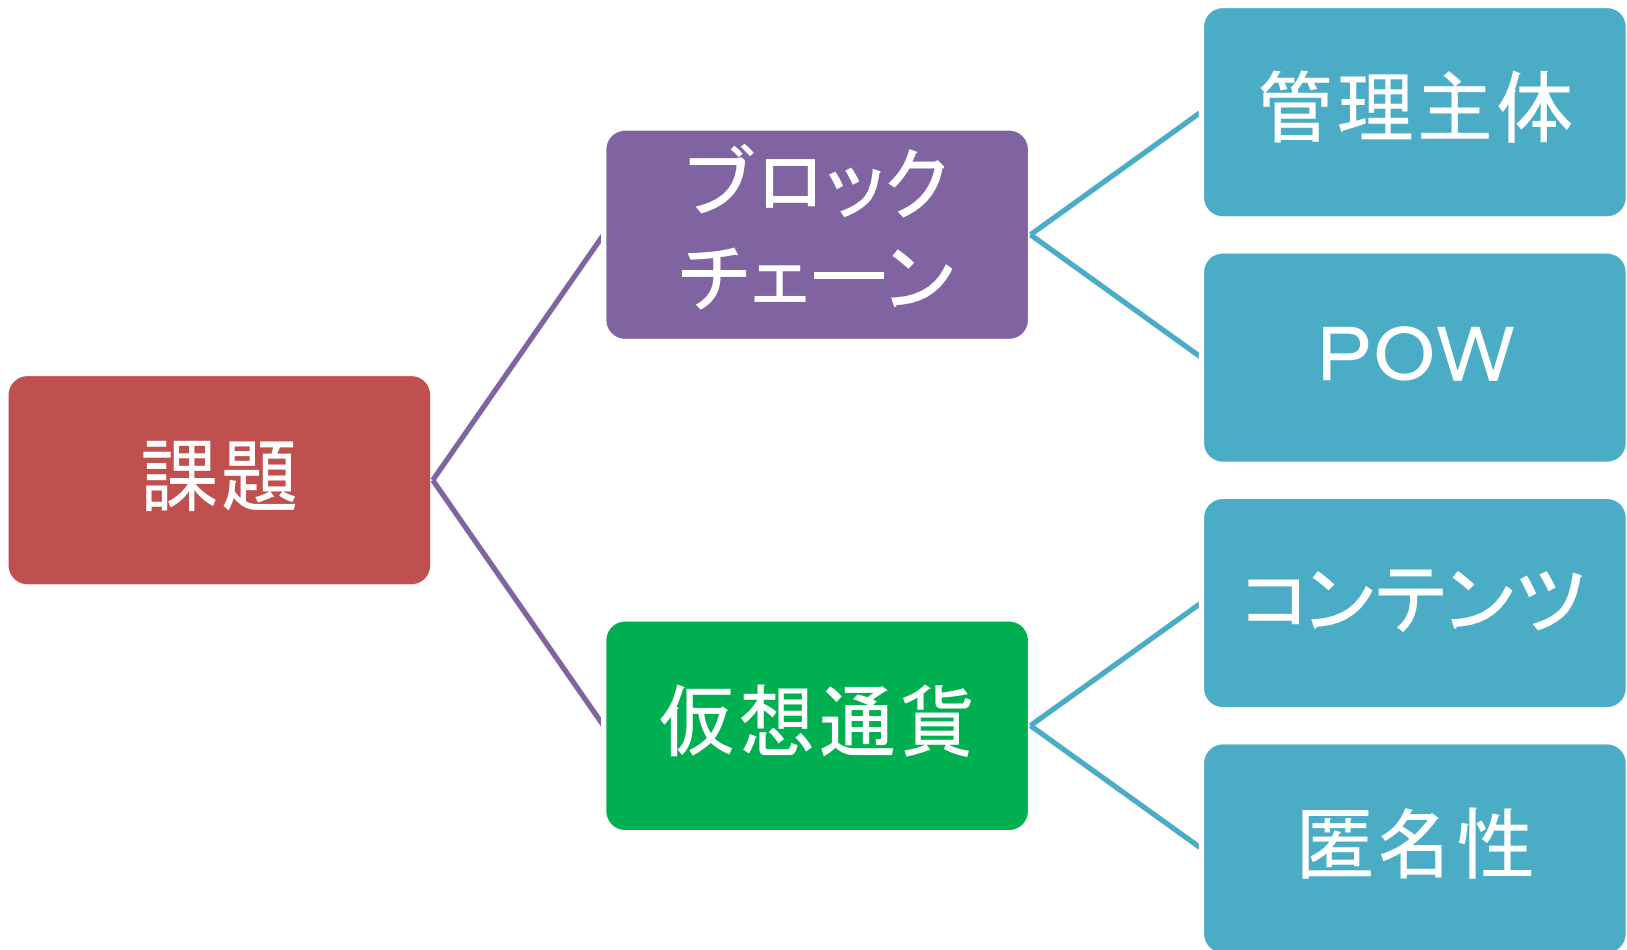 課題
ブロック
チェーン
管理主体
POW
仮想通貨
コンテンツ
匿名性